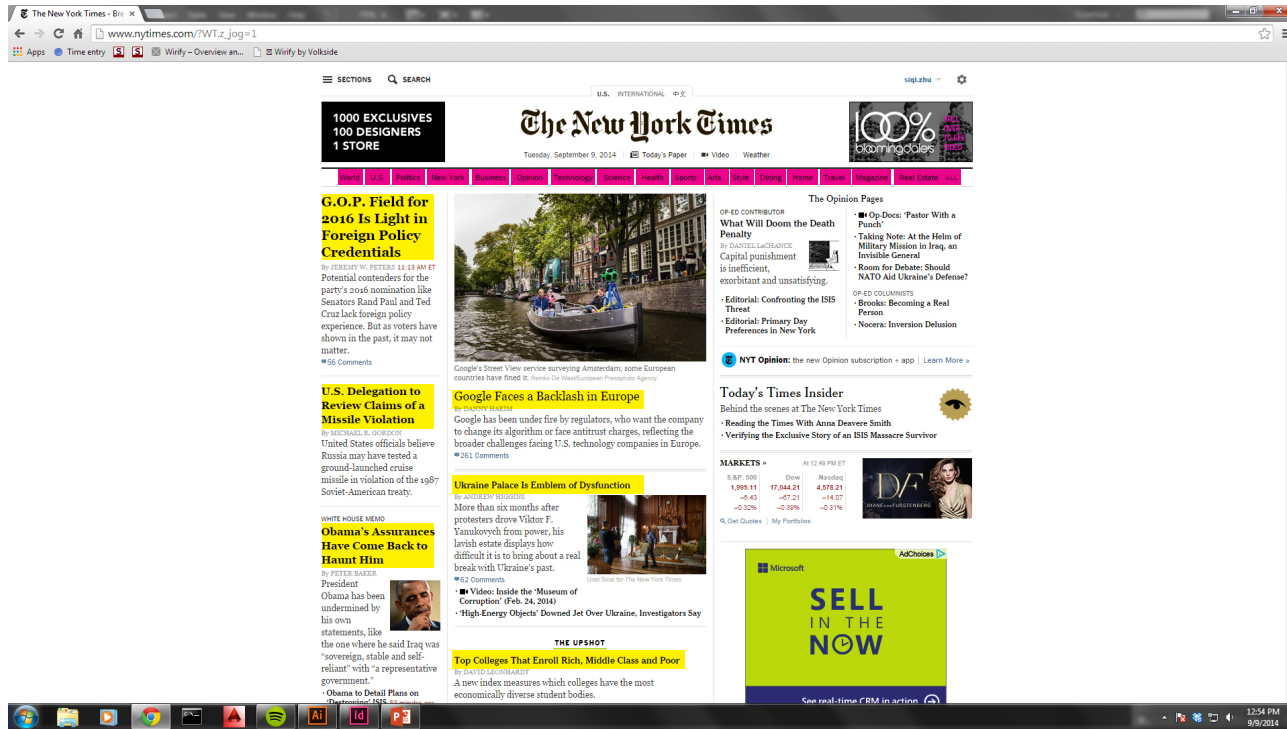 The New York Times - Bre
www.nytimes.com/?WT.z_jog=1
Apps Time entry S S Wirify – Overview an... Wirify by Volkside
SECTIONS SEARCH
siqi.zhu
U.S. INTERNATIONAL 中文
1000 EXCLUSIVES
100 DESIGNERS
1 STORE
The New York Times
Tuesday, September 9, 2014 Today's Paper Video Weather
100%
bloomingdales
World U.S. Politics New York Business Opinion Technology Science Health Sports Arts Style Dining Home Travel Magazine Real Estate ALL
G.O.P. Field for
2016 Is Light in
Foreign Policy
Credentials
By JEREMY W. PETERS 11:13 AM ET
Potential contenders for the
party's 2016 nomination like
Senators Rand Paul and Ted
Cruz lack foreign policy
experience. But as voters have
shown in the past, it may not
matter.
56 Comments
U.S. Delegation to
Review Claims of a
Missile Violation
By MICHAEL R. GORDON
United States officials believe
Russia may have tested a
ground-launched cruise
missile in violation of the 1987
Soviet-American treaty.
WHITE HOUSE MEMO
Obama's Assurances
Have Come Back to
Haunt Him
By PETER BAKER
President
Obama has been
undermined by
his own
statements, like
the one where he said Iraq was
"sovereign, stable and self-
reliant" with "a representative
government."
· Obama to Detail Plans on
'Destroying' ISIS 53 minutes ago
Google's Street View service surveying Amsterdam; some European
countries have fined it. Remko De Waal/European Pressphoto Agency
Google Faces a Backlash in Europe
By DANNY HAKIM
Google has been under fire by regulators, who want the company
to change its algorithm or face antitrust charges, reflecting the
broader challenges facing U.S. technology companies in Europe.
261 Comments
Ukraine Palace Is Emblem of Dysfunction
By ANDREW HIGGINS
More than six months after
protesters drove Viktor F.
Yanukovych from power, his
lavish estate displays how
difficult it is to bring about a real
break with Ukraine's past.
62 Comments
Uriel Sinai for The New York Times
· Video: Inside the 'Museum of
Corruption' (Feb. 24, 2014)
· 'High-Energy Objects' Downed Jet Over Ukraine, Investigators Say
THE UPSHOT
Top Colleges That Enroll Rich, Middle Class and Poor
By DAVID LEONHARDT
A new index measures which colleges have the most
economically diverse student bodies.
The Opinion Pages
OP-ED CONTRIBUTOR
What Will Doom the Death
Penalty
By DANIEL LaCHANCE
Capital punishment
is inefficient,
exorbitant and unsatisfying.
· Editorial: Confronting the ISIS
Threat
· Editorial: Primary Day
Preferences in New York
· Op-Docs: 'Pastor With a
Punch'
· Taking Note: At the Helm of
Military Mission in Iraq, an
Invisible General
· Room for Debate: Should
NATO Aid Ukraine's Defense?
OP-ED COLUMNISTS
· Brooks: Becoming a Real
Person
· Nocera: Inversion Delusion
NYT Opinion: the new Opinion subscription + app Learn More »
Today's Times Insider
Behind the scenes at The New York Times
· Reading the Times With Anna Deavere Smith
· Verifying the Exclusive Story of an ISIS Massacre Survivor
MARKETS » At 12:49 PM ET
S.&P. 500 Dow Nasdaq
1,995.11 17,044.21 4,578.21
–6.43 –67.21 –14.07
–0.32% –0.39% –0.31%
Get Quotes My Portfolios
DVF
DIANE von FURSTENBERG
AdChoices
Microsoft
SELL
IN THE
NOW
See real-time CRM in action
Ai Id P
12:54 PM
9/9/2014